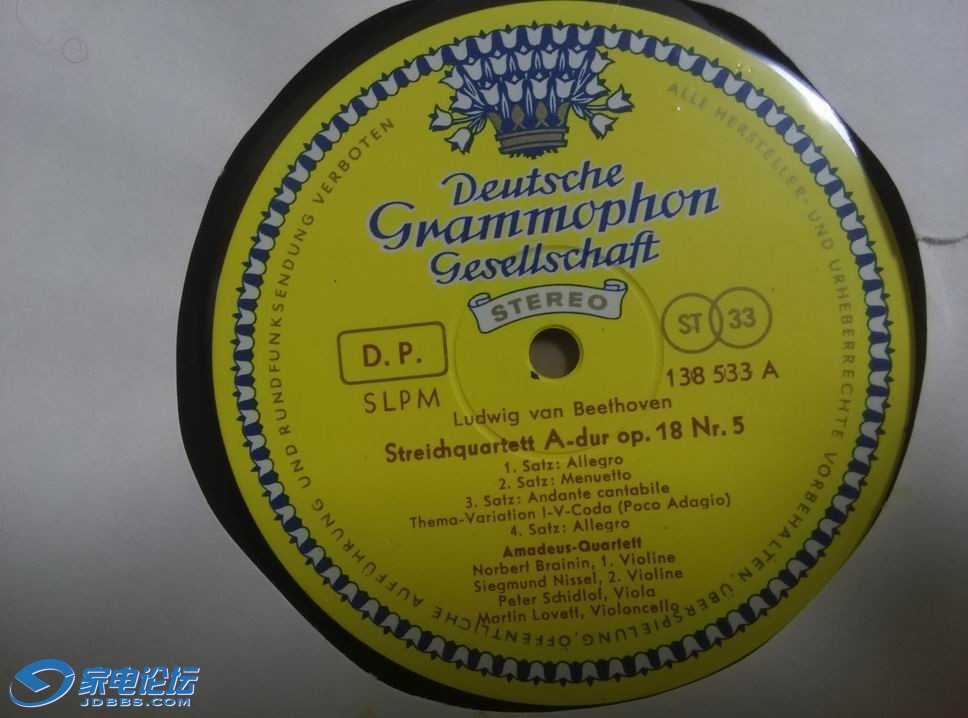 Deutsche
Grammophon
Gesellschaft
STEREO
D. P.
SLPM
ST 33
138 533 A
Ludwig van Beethoven
Streichquartett A-dur op. 18 Nr. 5
1. Satz: Allegro
2. Satz: Menuetto
3. Satz: Andante cantabile
Thema-Variation I-V-Coda (Poco Adagio)
4. Satz: Allegro
Amadeus-Quartett
Norbert Brainin, 1. Violine
Siegmund Nissel, 2. Violine
Peter Schidlof, Viola
Martin Lovett, Violoncello
ALLE HERSTELLER- UND URHEBERRECHTE VORBEHALTEN. ÜBERSPIELUNG, ÖFFENTLICHE AUFFÜHRUNG UND RUNDFUNKSENDUNG VERBOTEN
家电论坛
JDBBS.COM